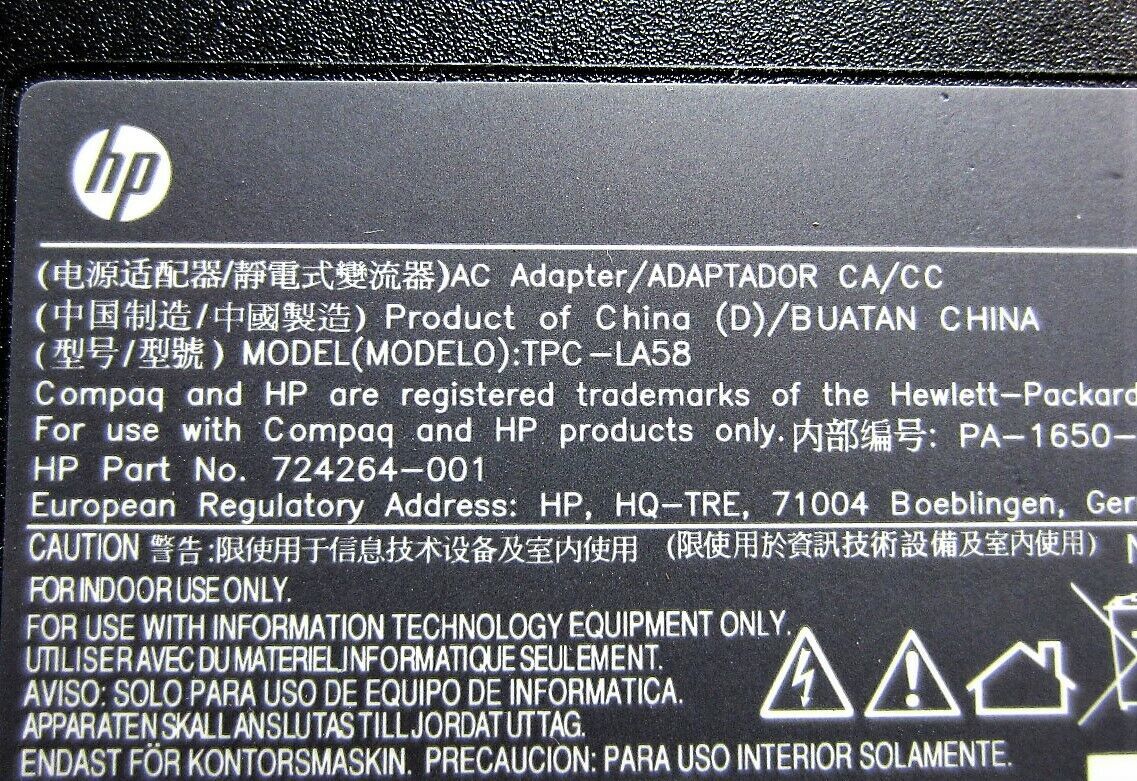 hp
(电源适配器/靜電式變流器)AC Adapter/ADAPTADOR CA/CC
(中国制造/中國製造) Product of China (D)/BUATAN CHINA
(型号/型號) MODEL(MODELO):TPC-LA58
Compaq and HP are registered trademarks of the Hewlett-Packard
For use with Compaq and HP products only. 内部编号: PA-1650-
HP Part No. 724264-001
European Regulatory Address: HP, HQ-TRE, 71004 Boeblingen, Ger
CAUTION 警告:限使用于信息技术设备及室内使用 (限使用於資訊技術設備及室內使用)
FOR INDOOR USE ONLY.
FOR USE WITH INFORMATION TECHNOLOGY EQUIPMENT ONLY.
UTILISER AVEC DU MATERIEL INFORMATIQUE SEULEMENT.
AVISO: SOLO PARA USO DE EQUIPO DE INFORMATICA.
APPARATEN SKALL ANSLUTAS TILL JORDAT UTTAG.
ENDAST FÖR KONTORSMASKIN. PRECAUCION: PARA USO INTERIOR SOLAMENTE.